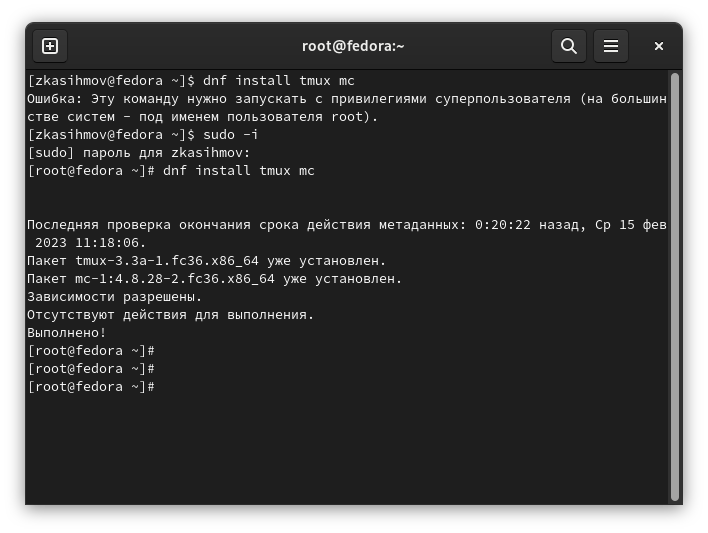 root@fedora:~
[zkasihmov@fedora ~]$ dnf install tmux mc
Ошибка: Эту команду нужно запускать с привилегиями суперпользователя (на большин
стве систем - под именем пользователя root).
[zkasihmov@fedora ~]$ sudo -i
[sudo] пароль для zkasihmov:
[root@fedora ~]# dnf install tmux mc
Последняя проверка окончания срока действия метаданных: 0:20:22 назад, Ср 15 фев
 2023 11:18:06.
Пакет tmux-3.3a-1.fc36.x86_64 уже установлен.
Пакет mc-1:4.8.28-2.fc36.x86_64 уже установлен.
Зависимости разрешены.
Отсутствуют действия для выполнения.
Выполнено!
[root@fedora ~]#
[root@fedora ~]#
[root@fedora ~]#